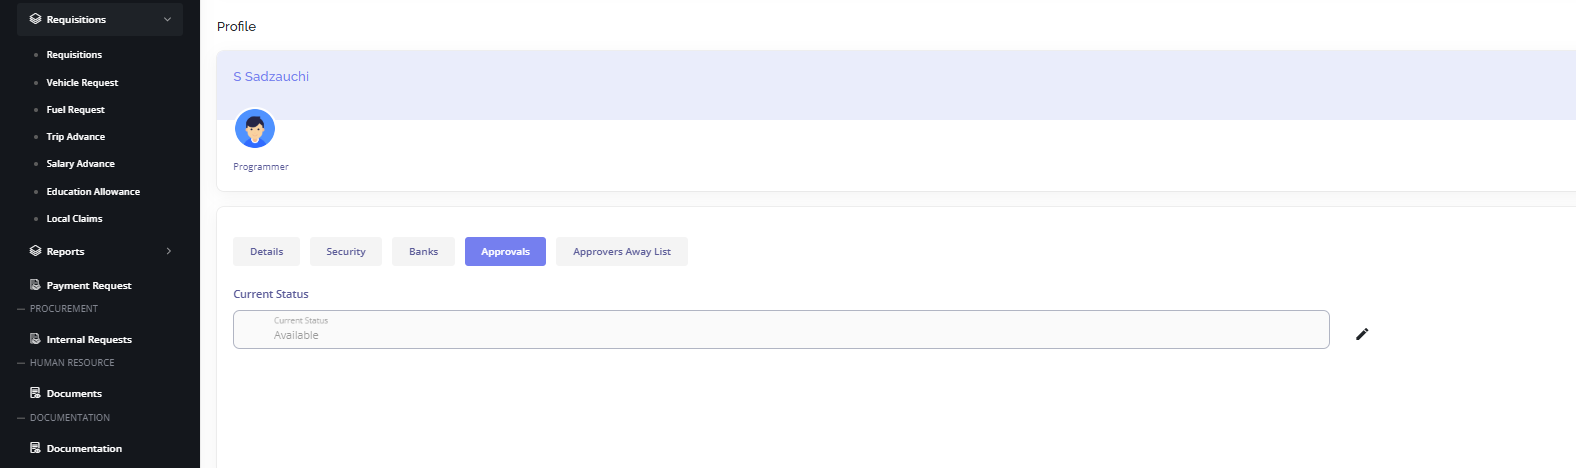 Requisitions
Requisitions
Vehicle Request
Fuel Request
Trip Advance
Salary Advance
Education Allowance
Local Claims
Reports
Payment Request
PROCUREMENT
Internal Requests
HUMAN RESOURCE
Documents
DOCUMENTATION
Documentation
Profile
S Sadzauchi
Programmer
Details Security Banks Approvals Approvers Away List
Current Status
Current Status
Available